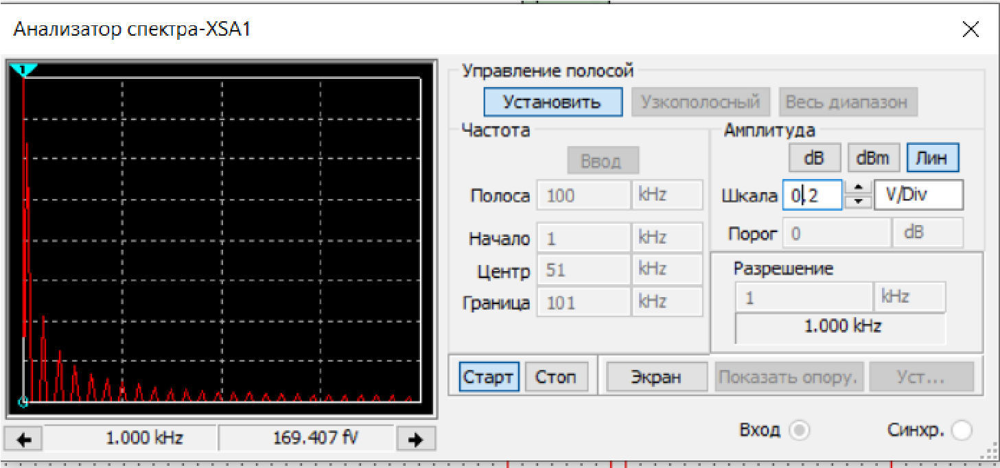 Анализатор спектра-XSA1
1
Управление полосой
Установить Узкополосный Весь диапазон
Частота
Ввод
Полоса 100 kHz
Начало 1 kHz
Центр 51 kHz
Граница 101 kHz
Амплитуда
dB dBm Лин
Шкала 0,2 V/Div
Порог 0 dB
Разрешение
1 kHz
1.000 kHz
Старт Стоп Экран Показать опору. Уст...
1.000 kHz 169.407 fV
Вход Синхр.